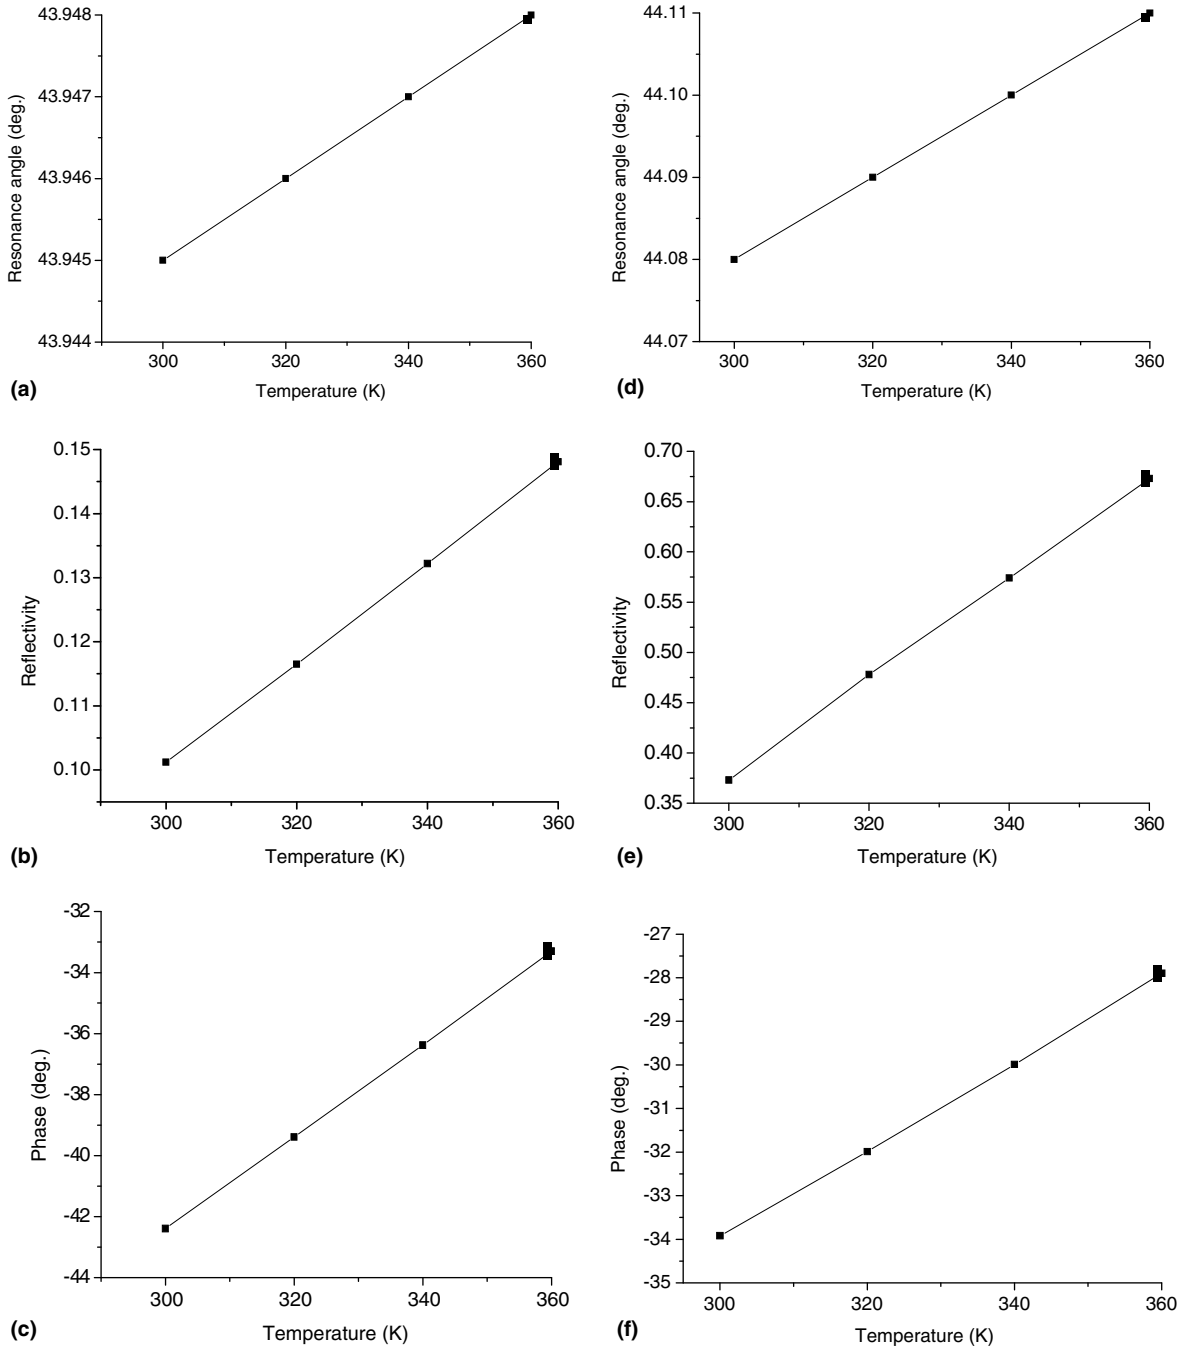 43.948
43.947
43.946
43.945
43.944
Resonance angle (deg.)
300 320 340 360
Temperature (K)
(a)
44.11
44.10
44.09
44.08
44.07
Resonance angle (deg.)
300 320 340 360
Temperature (K)
(d)
0.15
0.14
0.13
0.12
0.11
0.10
Reflectivity
300 320 340 360
Temperature (K)
(b)
0.70
0.65
0.60
0.55
0.50
0.45
0.40
0.35
Reflectivity
300 320 340 360
Temperature (K)
(e)
-32
-34
-36
-38
-40
-42
-44
Phase (deg.)
300 320 340 360
Temperature (K)
(c)
-27
-28
-29
-30
-31
-32
-33
-34
-35
Phase (deg.)
300 320 340 360
Temperature (K)
(f)